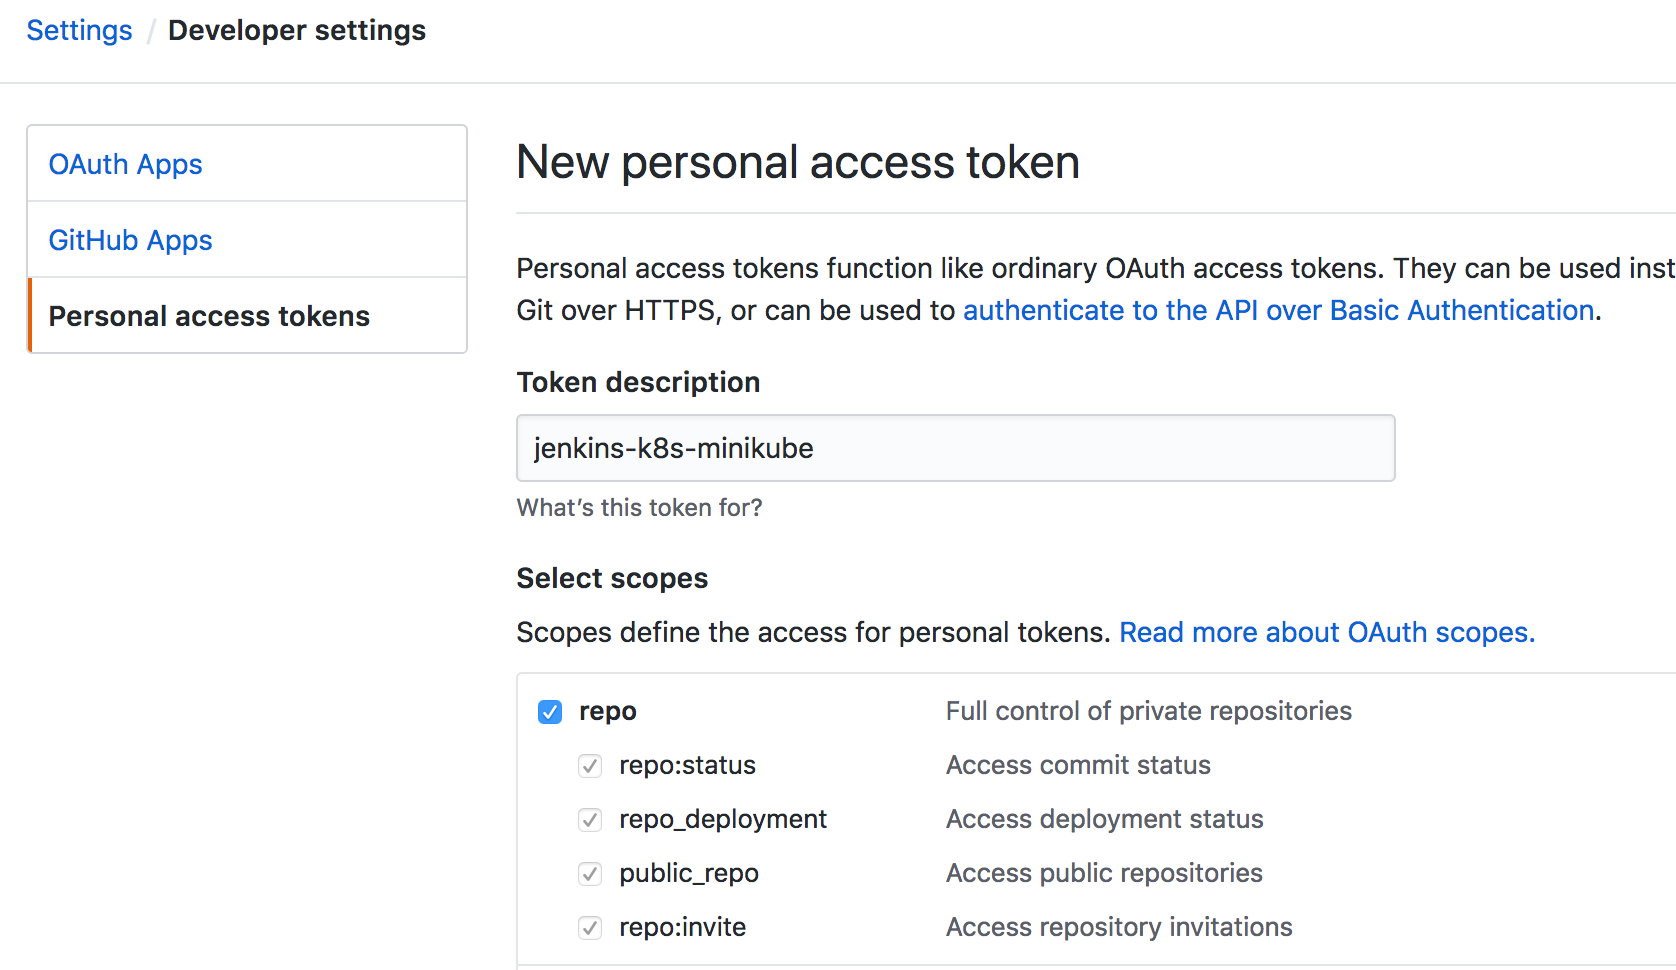 Settings / Developer settings
OAuth Apps
GitHub Apps
Personal access tokens
New personal access token
Personal access tokens function like ordinary OAuth access tokens. They can be used inst
Git over HTTPS, or can be used to authenticate to the API over Basic Authentication.
Token description
jenkins-k8s-minikube
What's this token for?
Select scopes
Scopes define the access for personal tokens. Read more about OAuth scopes.
repo Full control of private repositories
repo:status Access commit status
repo_deployment Access deployment status
public_repo Access public repositories
repo:invite Access repository invitations